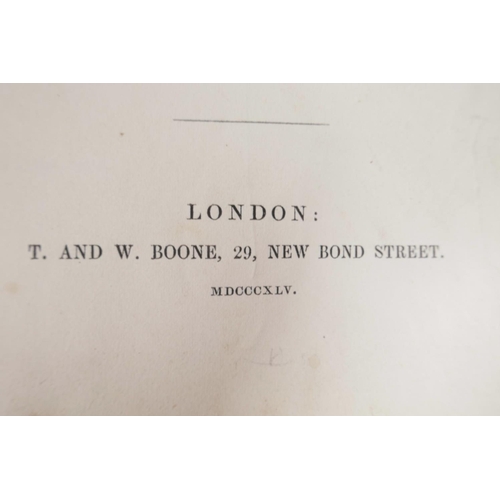 LONDON:
T. AND W. BOONE, 29, NEW BOND STREET.
MDCCCXLV.